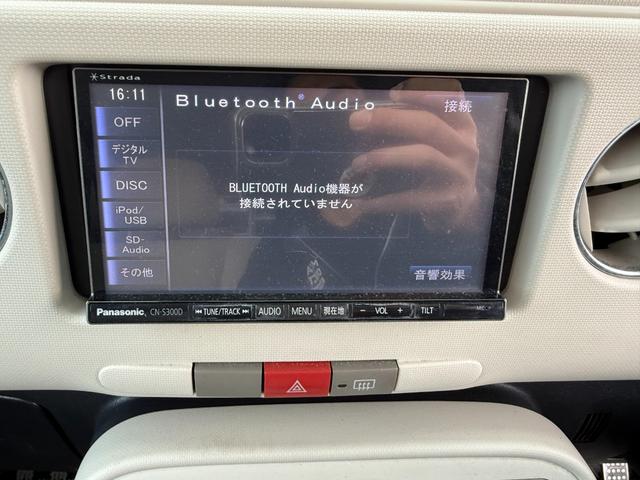 Strada
16:11
Bluetooth® Audio
接続
OFF
デジタル
TV
DISC
iPod/
USB
SD-
Audio
その他
BLUETOOTH Audio機器が
接続されていません
音響効果
Panasonic CN-S300D
TUNE/TRACK
AUDIO
MENU
現在地
− VOL +
TILT
MIC